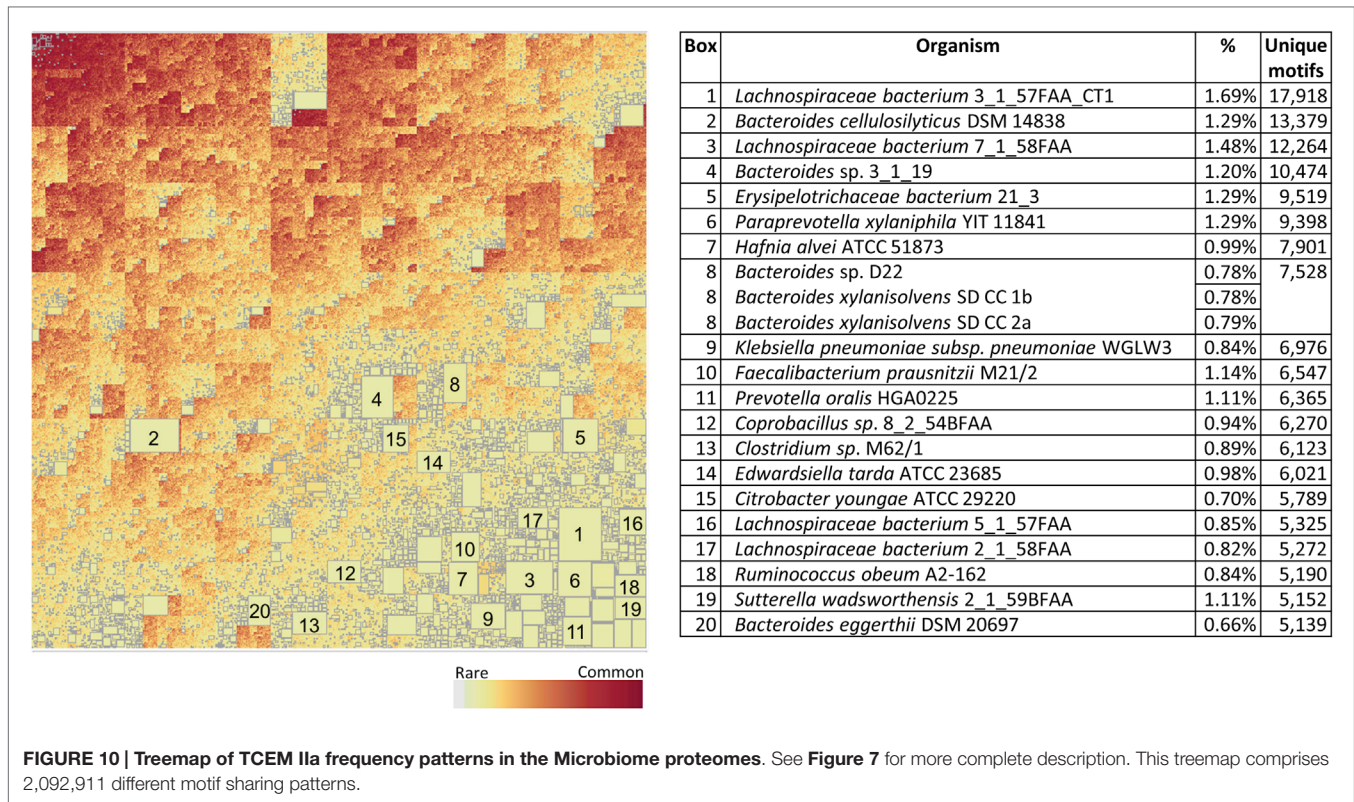 4
8
2
15
5
14
17
1
16
10
12
7
3
6
18
20
13
9
19
11
Rare Common
Box Organism % Unique motifs
1 Lachnospiraceae bacterium 3_1_57FAA_CT1 1.69% 17,918
2 Bacteroides cellulosilyticus DSM 14838 1.29% 13,379
3 Lachnospiraceae bacterium 7_1_58FAA 1.48% 12,264
4 Bacteroides sp. 3_1_19 1.20% 10,474
5 Erysipelotrichaceae bacterium 21_3 1.29% 9,519
6 Paraprevotella xylaniphila YIT 11841 1.29% 9,398
7 Hafnia alvei ATCC 51873 0.99% 7,901
8 Bacteroides sp. D22 0.78% 7,528
8 Bacteroides xylanisolvens SD CC 1b 0.78%
8 Bacteroides xylanisolvens SD CC 2a 0.79%
9 Klebsiella pneumoniae subsp. pneumoniae WGLW3 0.84% 6,976
10 Faecalibacterium prausnitzii M21/2 1.14% 6,547
11 Prevotella oralis HGA0225 1.11% 6,365
12 Coprobacillus sp. 8_2_54BFAA 0.94% 6,270
13 Clostridium sp. M62/1 0.89% 6,123
14 Edwardsiella tarda ATCC 23685 0.98% 6,021
15 Citrobacter youngae ATCC 29220 0.70% 5,789
16 Lachnospiraceae bacterium 5_1_57FAA 0.85% 5,325
17 Lachnospiraceae bacterium 2_1_58FAA 0.82% 5,272
18 Ruminococcus obeum A2-162 0.84% 5,190
19 Sutterella wadsworthensis 2_1_59BFAA 1.11% 5,152
20 Bacteroides eggerthii DSM 20697 0.66% 5,139
FIGURE 10 | Treemap of TCEM IIa frequency patterns in the Microbiome proteomes. See Figure 7 for more complete description. This treemap comprises
2,092,911 different motif sharing patterns.